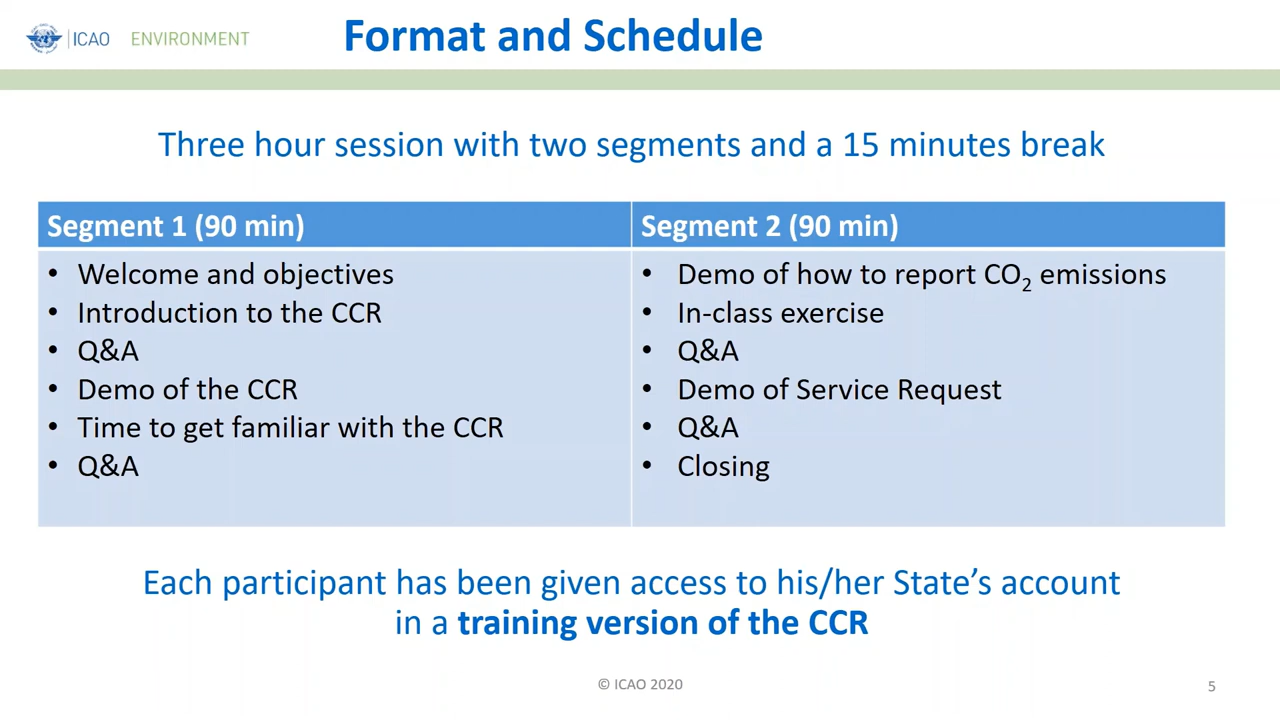 ICAO ENVIRONMENT
Format and Schedule
Three hour session with two segments and a 15 minutes break
Segment 1 (90 min)
• Welcome and objectives
• Introduction to the CCR
• Q&A
• Demo of the CCR
• Time to get familiar with the CCR
• Q&A
Segment 2 (90 min)
• Demo of how to report CO₂ emissions
• In-class exercise
• Q&A
• Demo of Service Request
• Q&A
• Closing
Each participant has been given access to his/her State’s account
in a training version of the CCR
© ICAO 2020
5